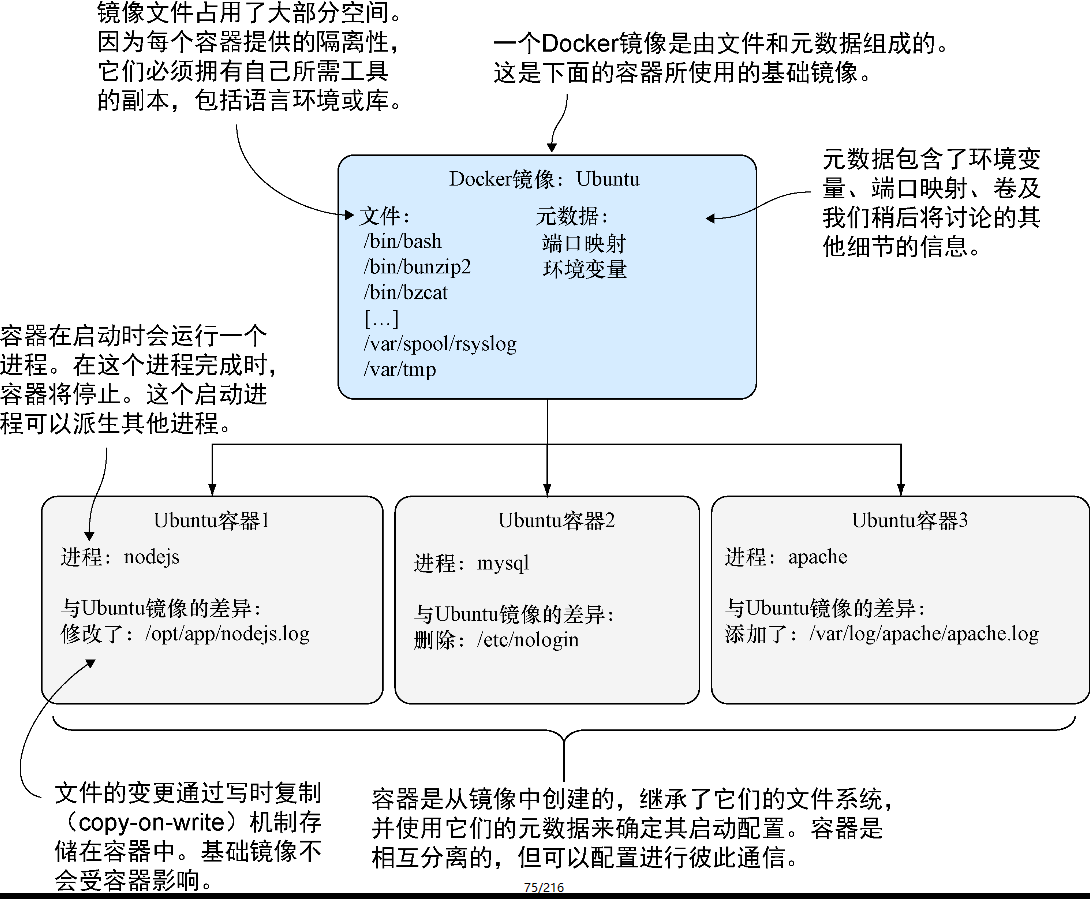 镜像文件占用了大部分空间。
因为每个容器提供的隔离性，
它们必须拥有自己所需工具
的副本，包括语言环境或库。
一个Docker镜像是由文件和元数据组成的。
这是下面的容器所使用的基础镜像。
元数据包含了环境变
量、端口映射、卷及
我们稍后将讨论的其
他细节的信息。
Docker镜像：Ubuntu
文件：
/bin/bash
/bin/bunzip2
/bin/bzcat
[…]
/var/spool/rsyslog
/var/tmp
元数据：
端口映射
环境变量
容器在启动时会运行一个
进程。在这个进程完成时，
容器将停止。这个启动进
程可以派生其他进程。
Ubuntu容器1
进程：nodejs
与Ubuntu镜像的差异：
修改了：/opt/app/nodejs.log
Ubuntu容器2
进程：mysql
与Ubuntu镜像的差异：
删除：/etc/nologin
Ubuntu容器3
进程：apache
与Ubuntu镜像的差异：
添加了：/var/log/apache/apache.log
文件的变更通过写时复制
（copy-on-write）机制存
储在容器中。基础镜像不
会受容器影响。
容器是从镜像中创建的，继承了它们的文件系统，
并使用它们的元数据来确定其启动配置。容器是
相互分离的，但可以配置进行彼此通信。
75/216